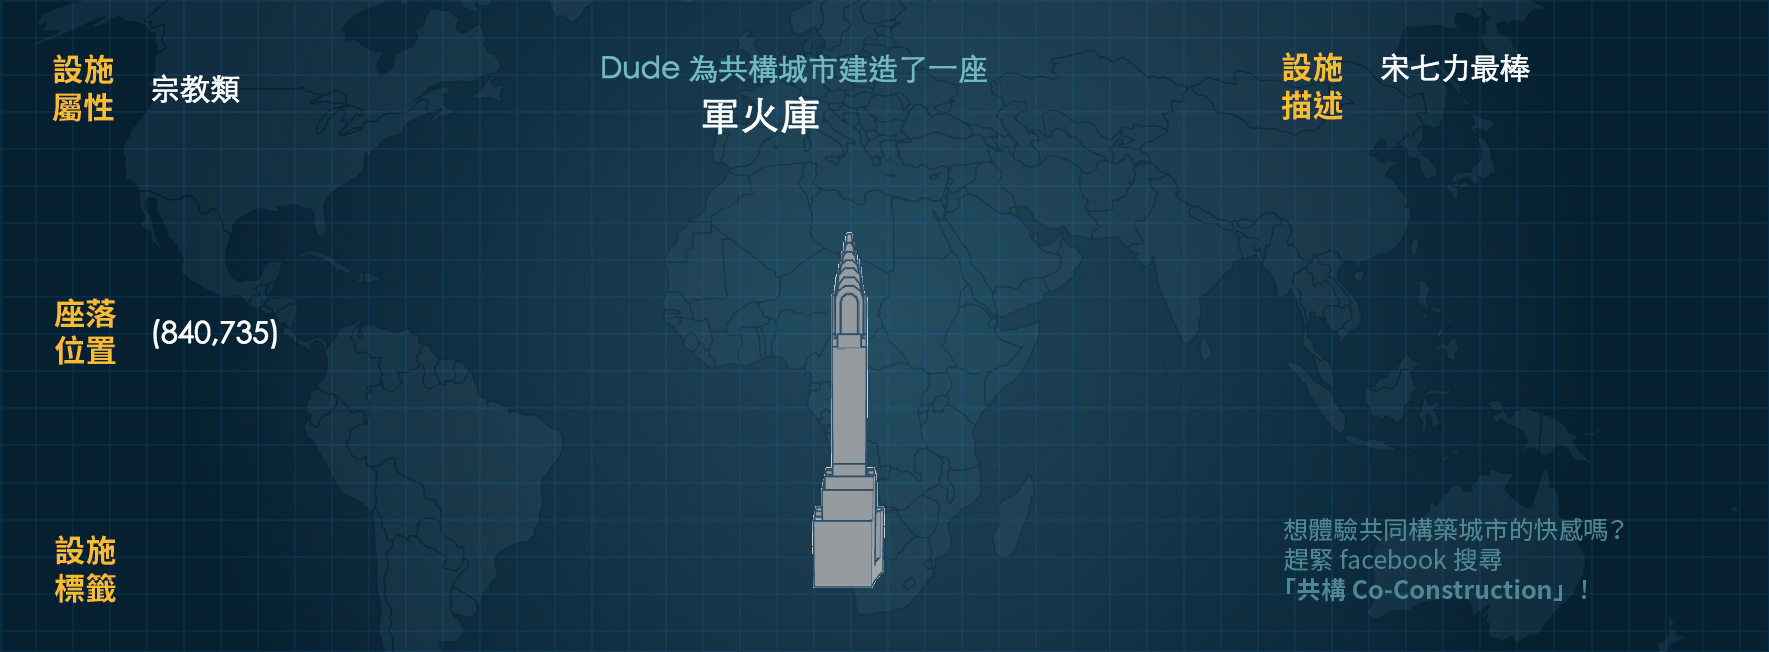 設施
屬性
宗教類
Dude 為共構城市建造了一座
軍火庫
設施
描述
宋七力最棒
座落
位置
(840,735)
設施
標籤
想體驗共同構築城市的快感嗎?
趕緊 facebook 搜尋
「共構 Co-Construction」!